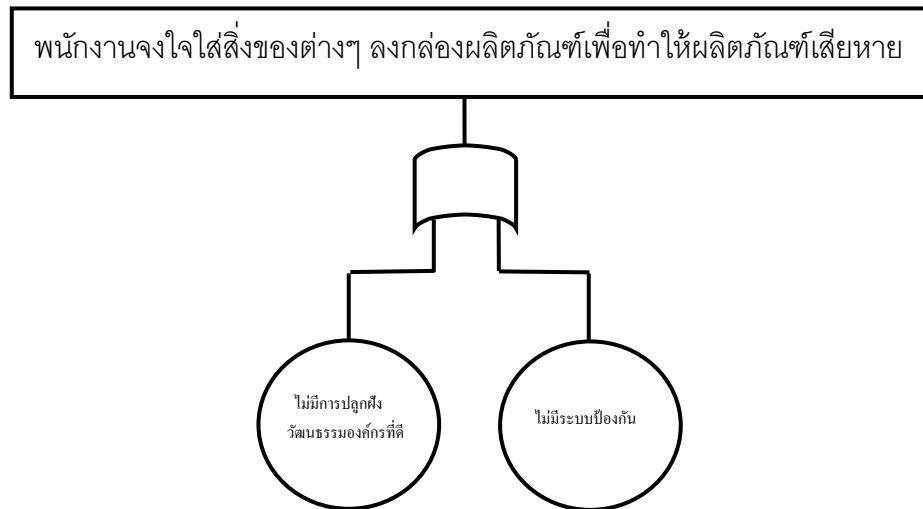 พนักงานจงใจใส่สิ่งของต่างๆ ลงกล่องผลิตภัณฑ์เพื่อทำให้ผลิตภัณฑ์เสียหาย
ไม่มีการปลูกฝัง
วัฒนธรรมองค์กรที่ดี
ไม่มีระบบป้องกัน